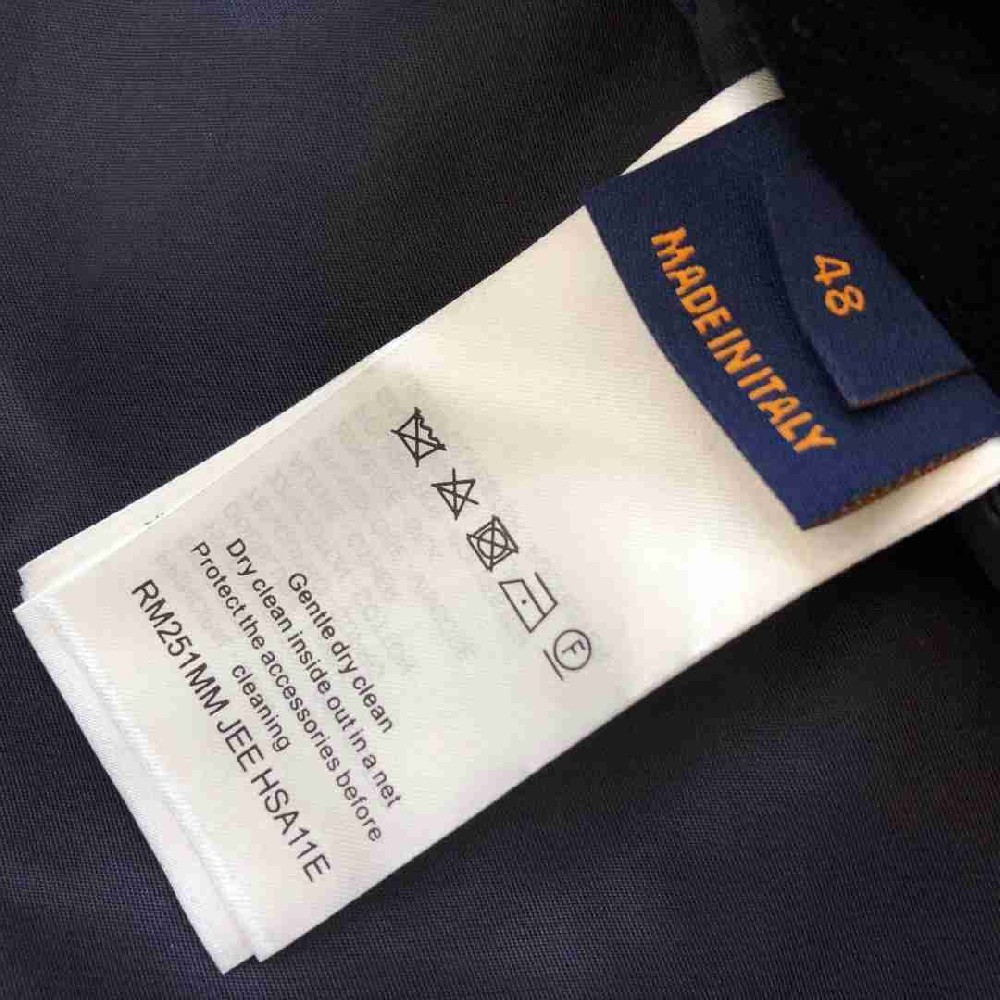 48
MADE IN ITALY
F
Gentle dry clean
Dry clean inside out in a net
Protect the accessories before
cleaning
RM251MM JEE HSA11E